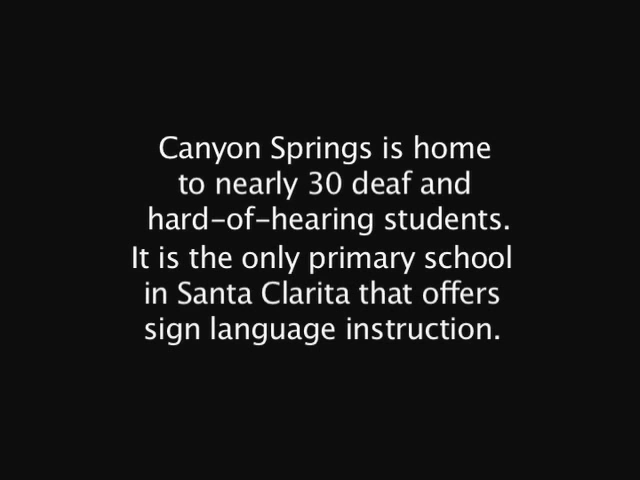 Canyon Springs is home
to nearly 30 deaf and
hard-of-hearing students.
It is the only primary school
in Santa Clarita that offers
sign language instruction.